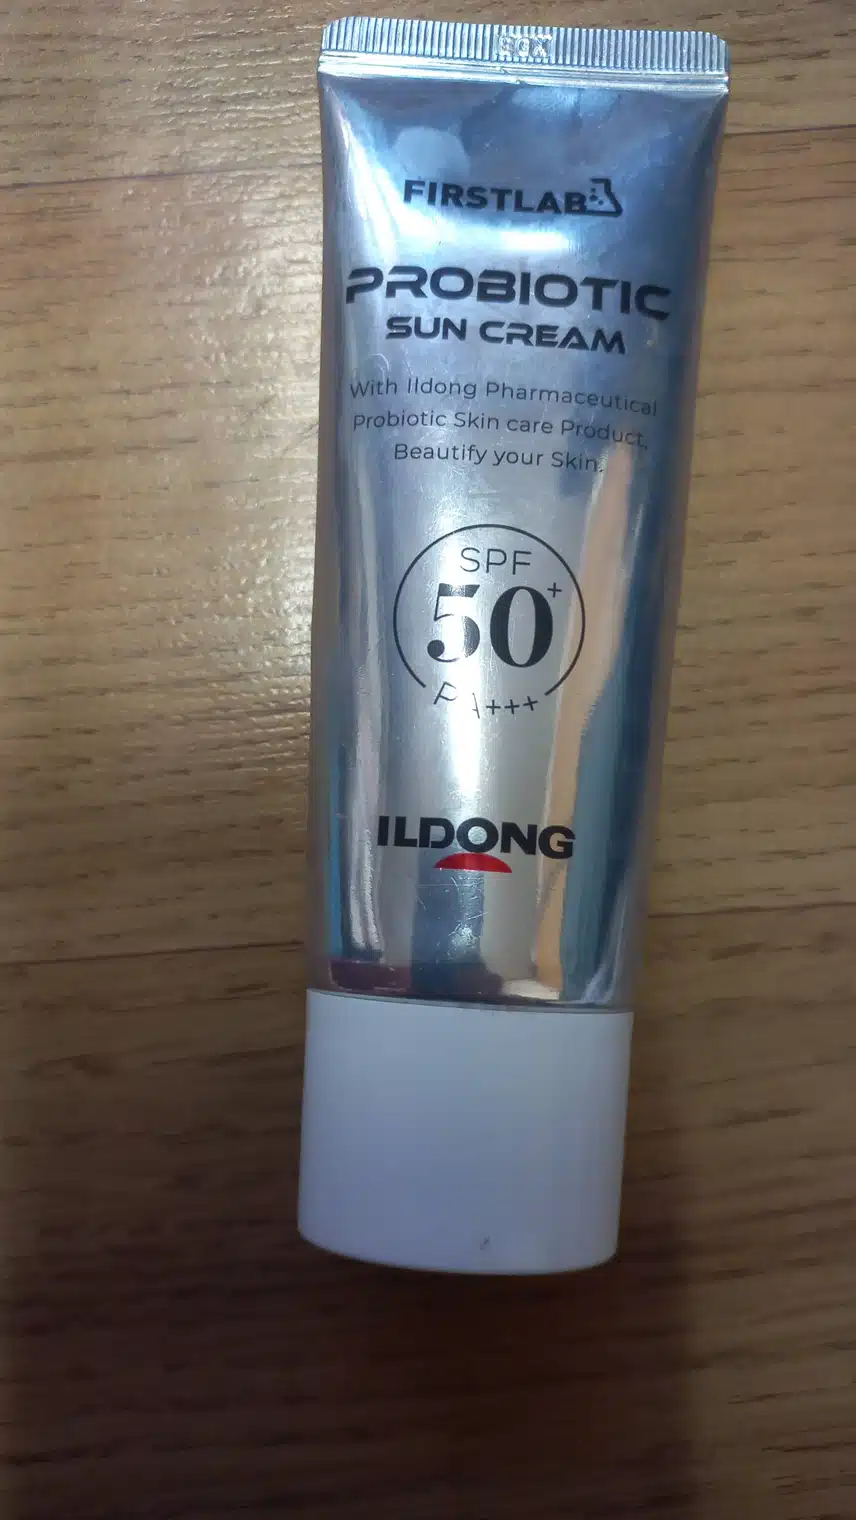 FIRSTLAB
PROBIOTIC
SUN CREAM
With Ildong Pharmaceutical
Probiotic Skin care Product.
Beautify your Skin.
SPF
50+
PA+++
ILDONG